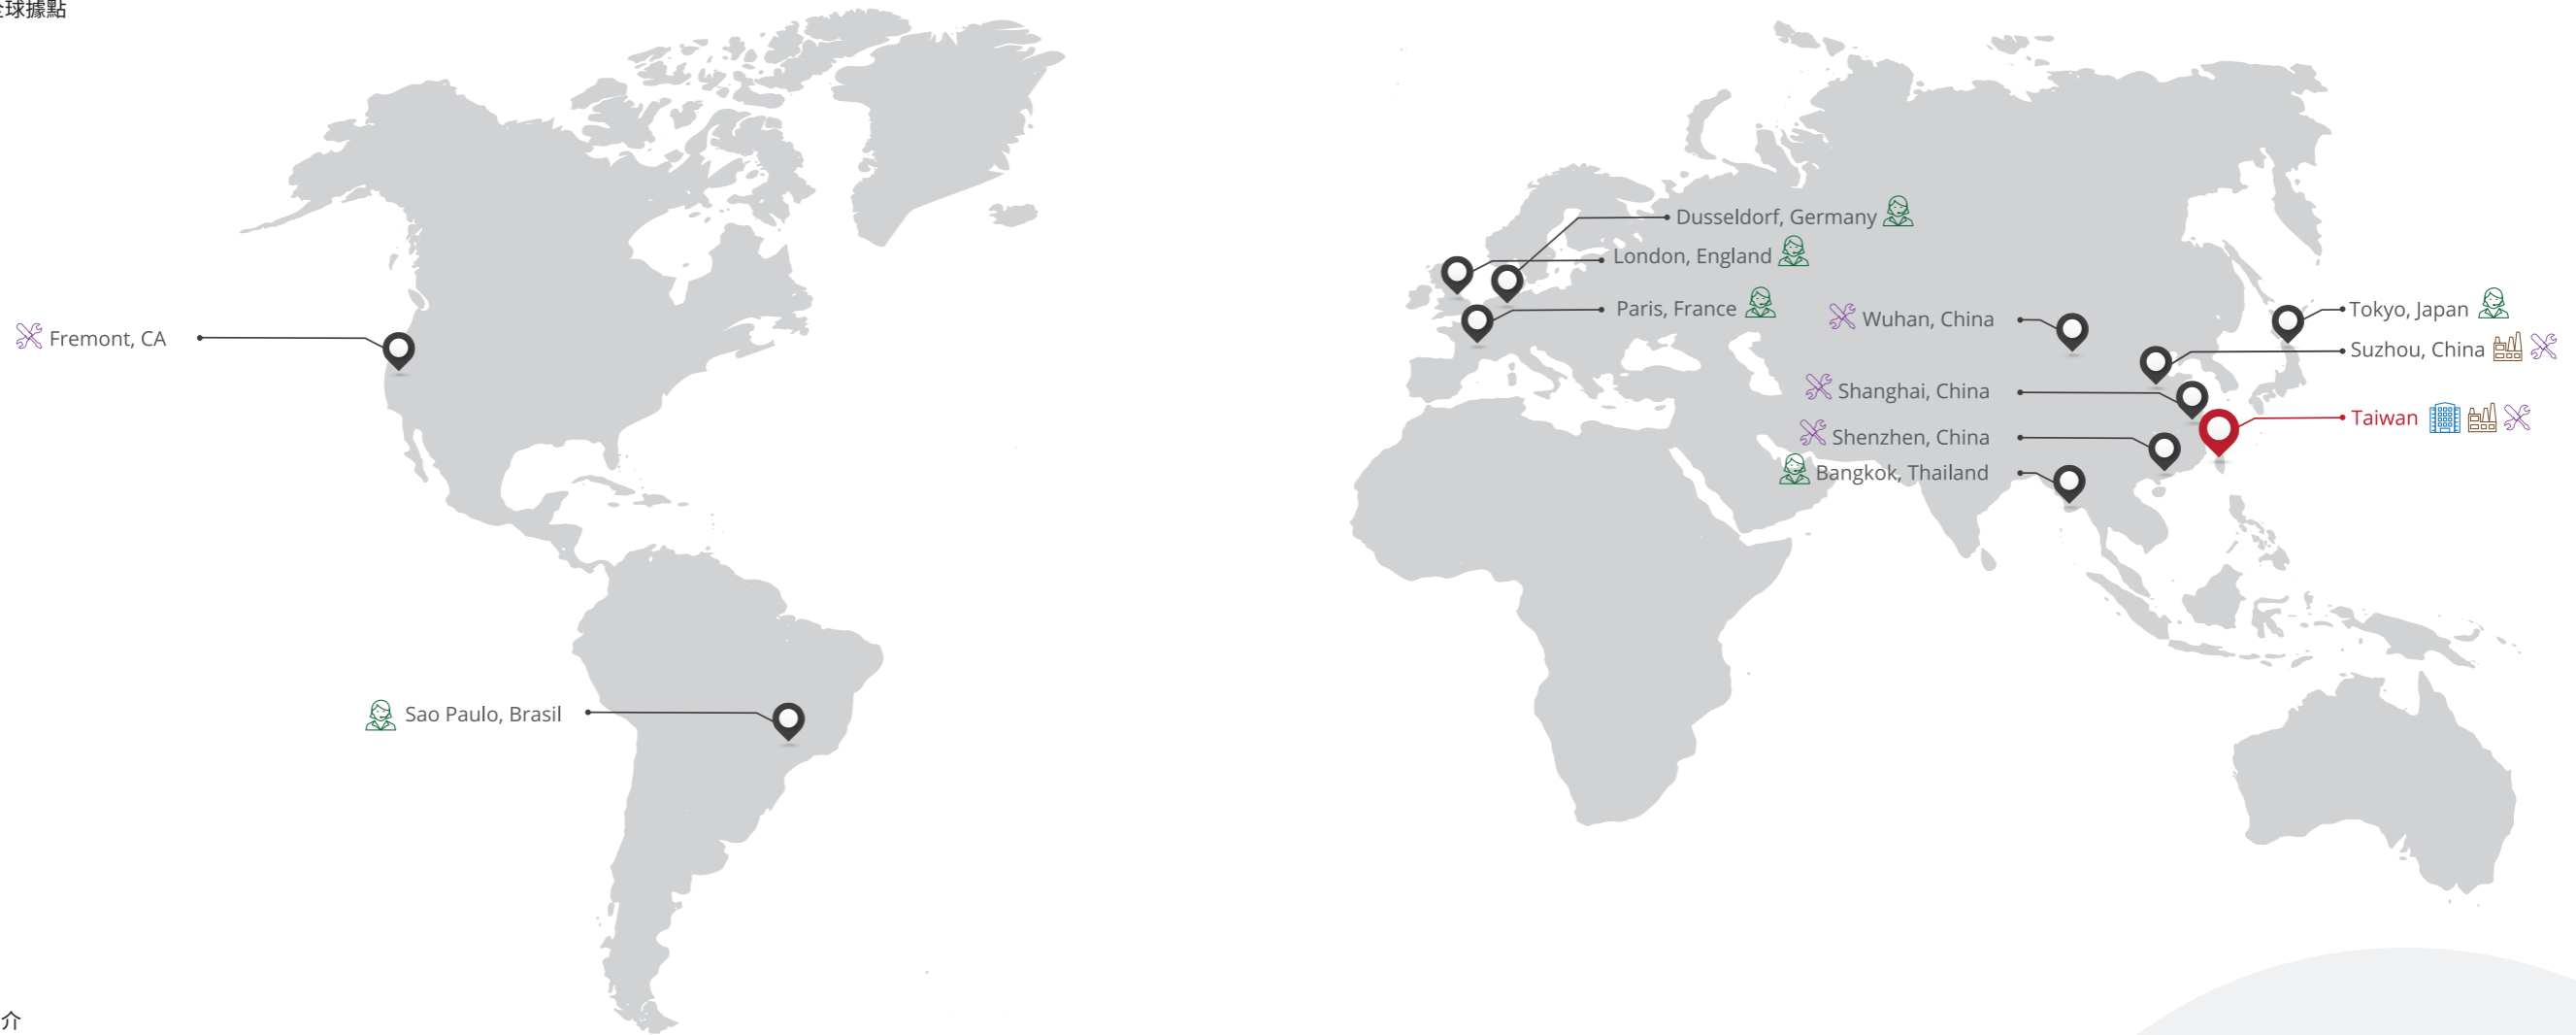 全球據點
Dusseldorf, Germany
London, England
Paris, France
Wuhan, China
Tokyo, Japan
Fremont, CA
Suzhou, China
Shanghai, China
Taiwan
Shenzhen, China
Bangkok, Thailand
Sao Paulo, Brasil
介